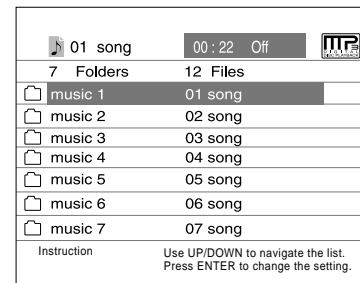 01 song 00 : 22 Off MP3
7 Folders 12 Files
music 1 01 song
music 2 02 song
music 3 03 song
music 4 04 song
music 5 05 song
music 6 06 song
music 7 07 song
Instruction Use UP/DOWN to navigate the list.
Press ENTER to change the setting.